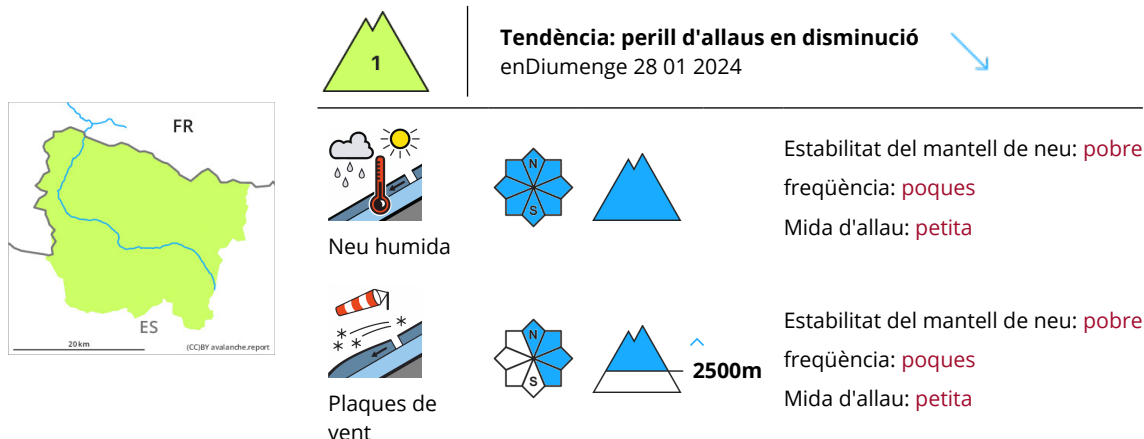 1
Tendència: perill d'allaus en disminució
enDiumenge 28 01 2024
FR
ES
20 km
(CC)BY avalanche.report
N
S
Neu humida
Estabilitat del mantell de neu: pobre
freqüència: poques
Mida d'allau: petita
N
S
2500m
Plaques de
vent
Estabilitat del mantell de neu: pobre
freqüència: poques
Mida d'allau: petita